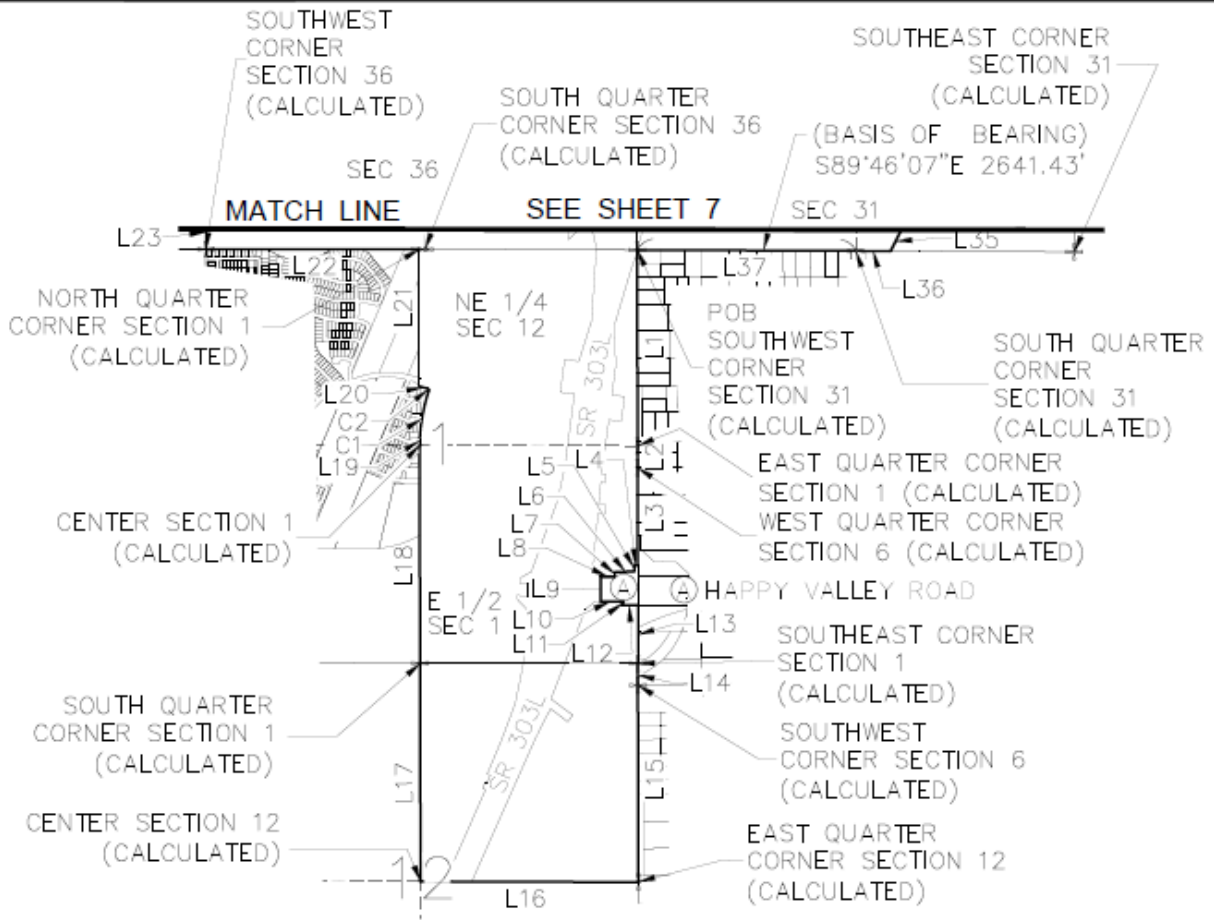 SOUTHWEST
CORNER
SECTION 36
(CALCULATED)
SOUTH QUARTER
CORNER SECTION 36
(CALCULATED)
SOUTHEAST CORNER
SECTION 31
(CALCULATED)
(BASIS OF BEARING)
S89°46'07"E 2641.43'
SEC 36
MATCH LINE
SEE SHEET 7
SEC 31
L23
L22
L35
L37
L36
NORTH QUARTER
CORNER SECTION 1
(CALCULATED)
L21
NE 1/4
SEC 12
SR 303L
L1
POB
SOUTHWEST
CORNER
SECTION 31
(CALCULATED)
SOUTH QUARTER
CORNER
SECTION 31
(CALCULATED)
L20
C2
C1
L19
1
L5
L4
L2
L6
L7
L8
L3
EAST QUARTER CORNER
SECTION 1 (CALCULATED)
WEST QUARTER CORNER
SECTION 6 (CALCULATED)
CENTER SECTION 1
(CALCULATED)
L18
L9
A
A
HAPPY VALLEY ROAD
E 1/2
SEC 1
L10
L11
L12
L13
L14
SOUTHEAST CORNER
SECTION 1
(CALCULATED)
SOUTH QUARTER
CORNER SECTION 1
(CALCULATED)
SR 303L
SOUTHWEST
CORNER SECTION 6
(CALCULATED)
L17
L15
CENTER SECTION 12
(CALCULATED)
12
L16
EAST QUARTER
CORNER SECTION 12
(CALCULATED)